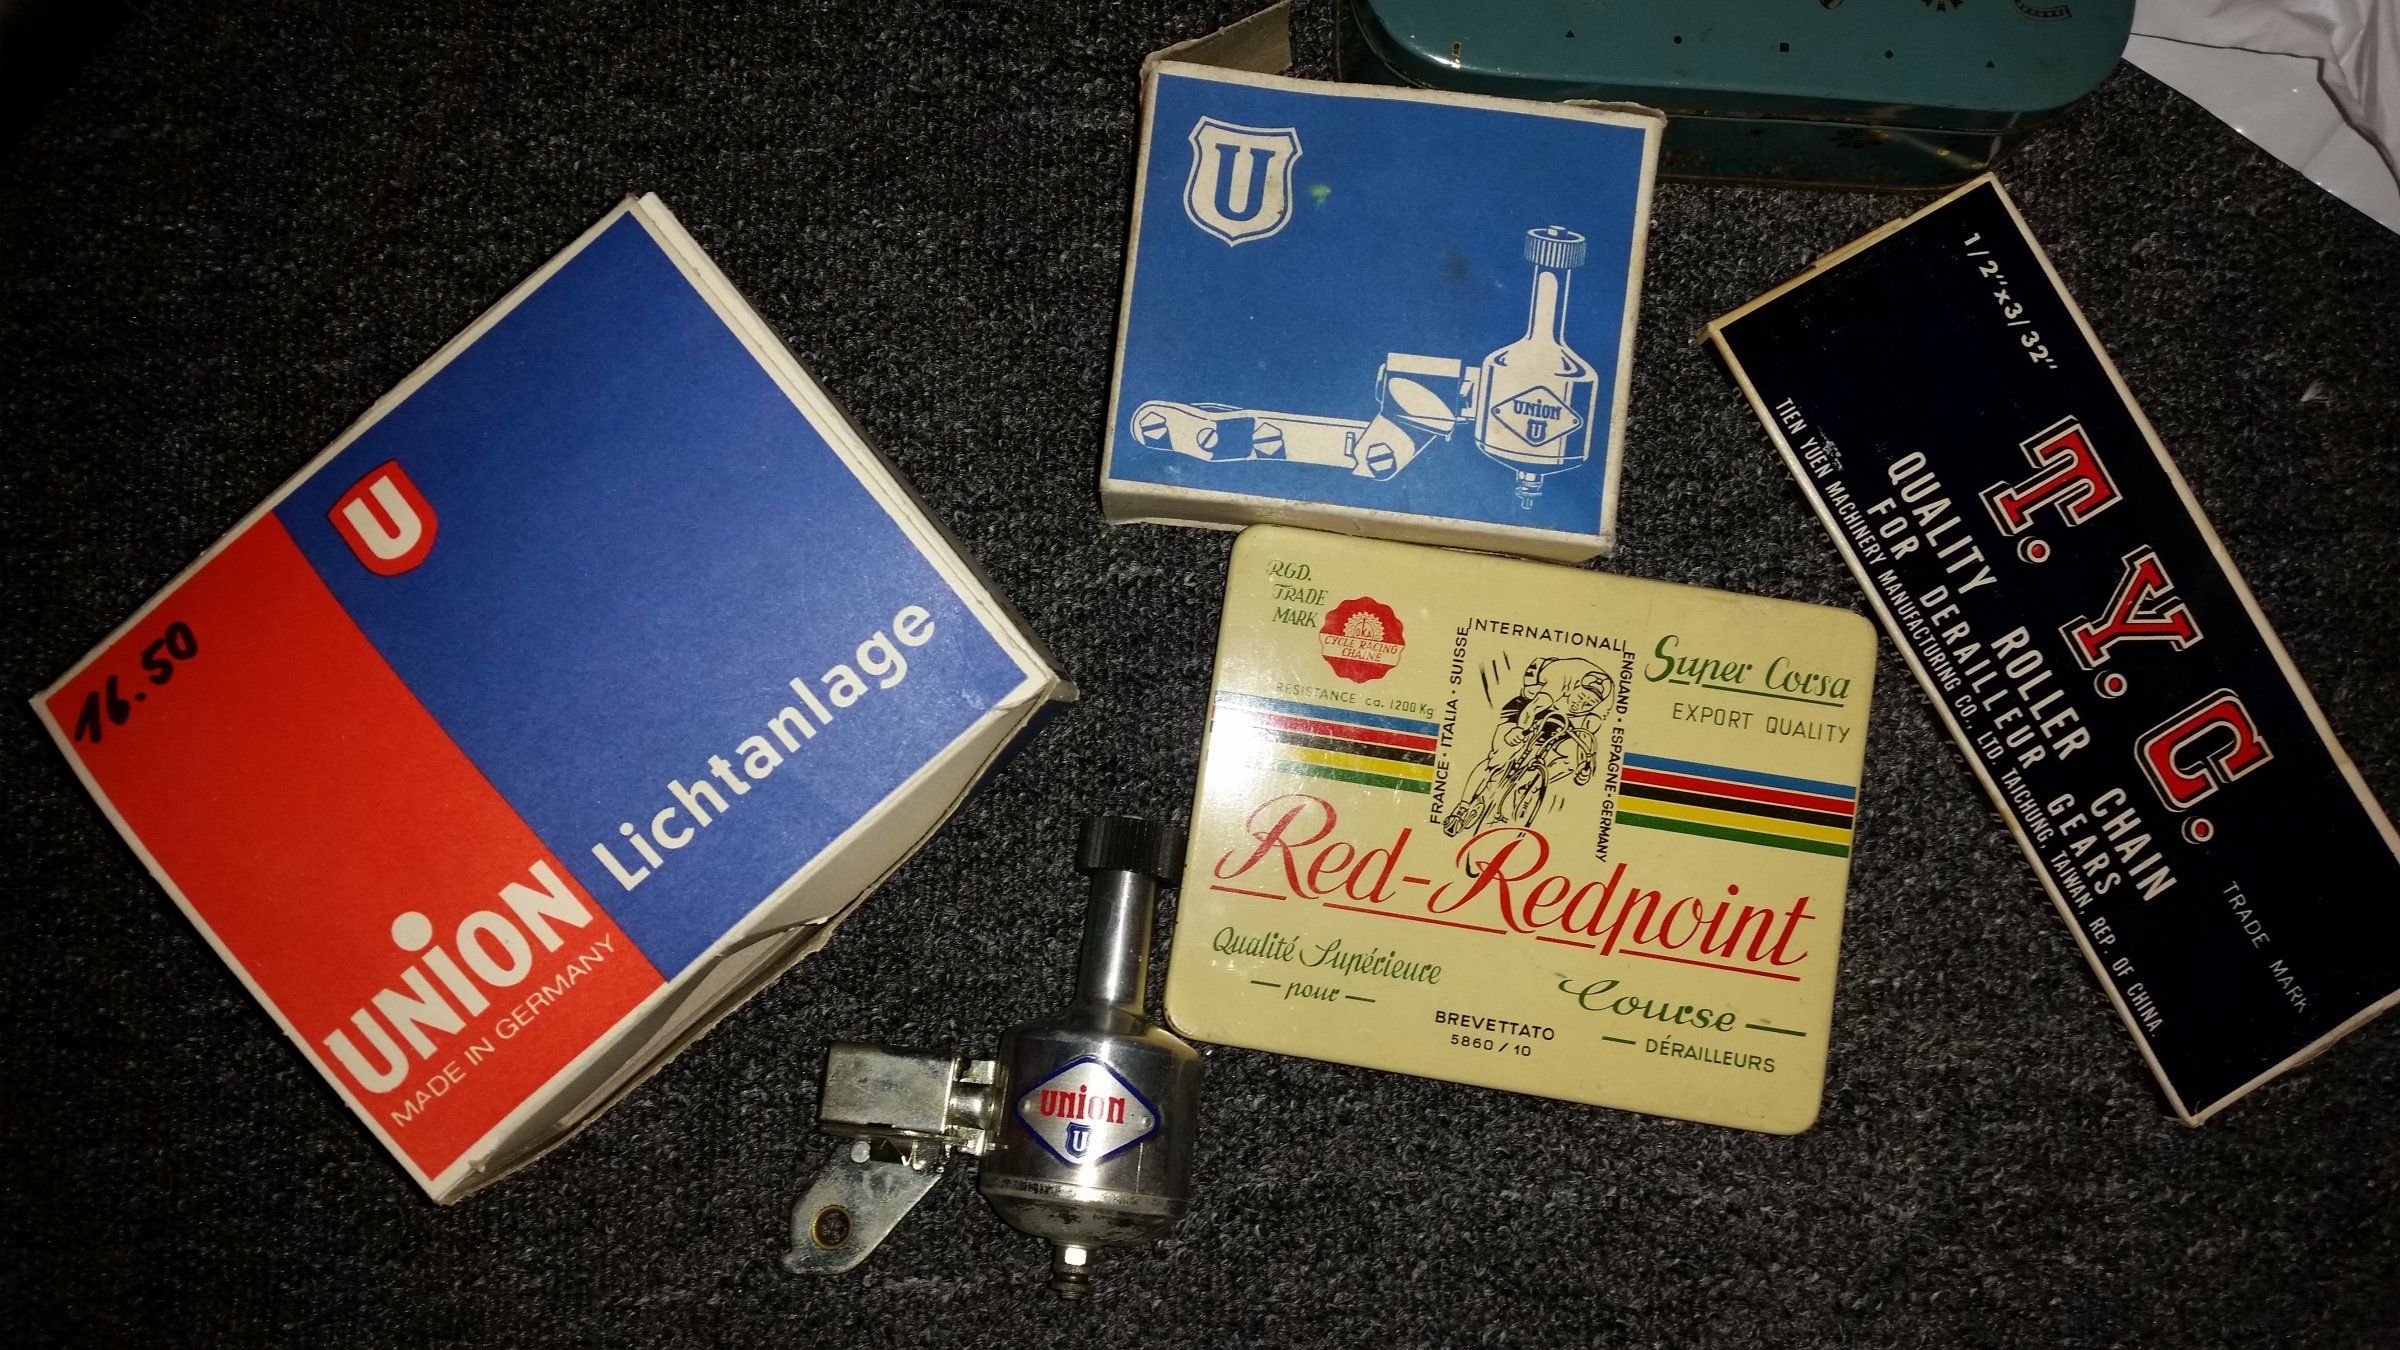 16.50
U
UNiON
MADE IN GERMANY
Lichtanlage
U
UNiON
U
UNiON
U
RGD.
TRADE
MARK
OKA
CYCLE RACING
CHAINE
RESISTANCE ca. 1200 Kg
FRANCE · ITALIA · SUISSE
INTERNATIONALL
ENGLAND · ESPAGNE · GERMANY
Super Corsa
EXPORT QUALITY
Red-Redpoint
Qualité Supérieure
— pour —
Course —
— DÉRAILLEURS
BREVETTATO
5860 / 10
1/2"x3/32"
T.Y.C.
TRADE MARK
QUALITY ROLLER CHAIN
FOR DERAILLEUR GEARS
TIEN YUEN MACHINERY MANUFACTURING CO., LTD. TAICHUNG, TAIWAN, REP. OF CHINA